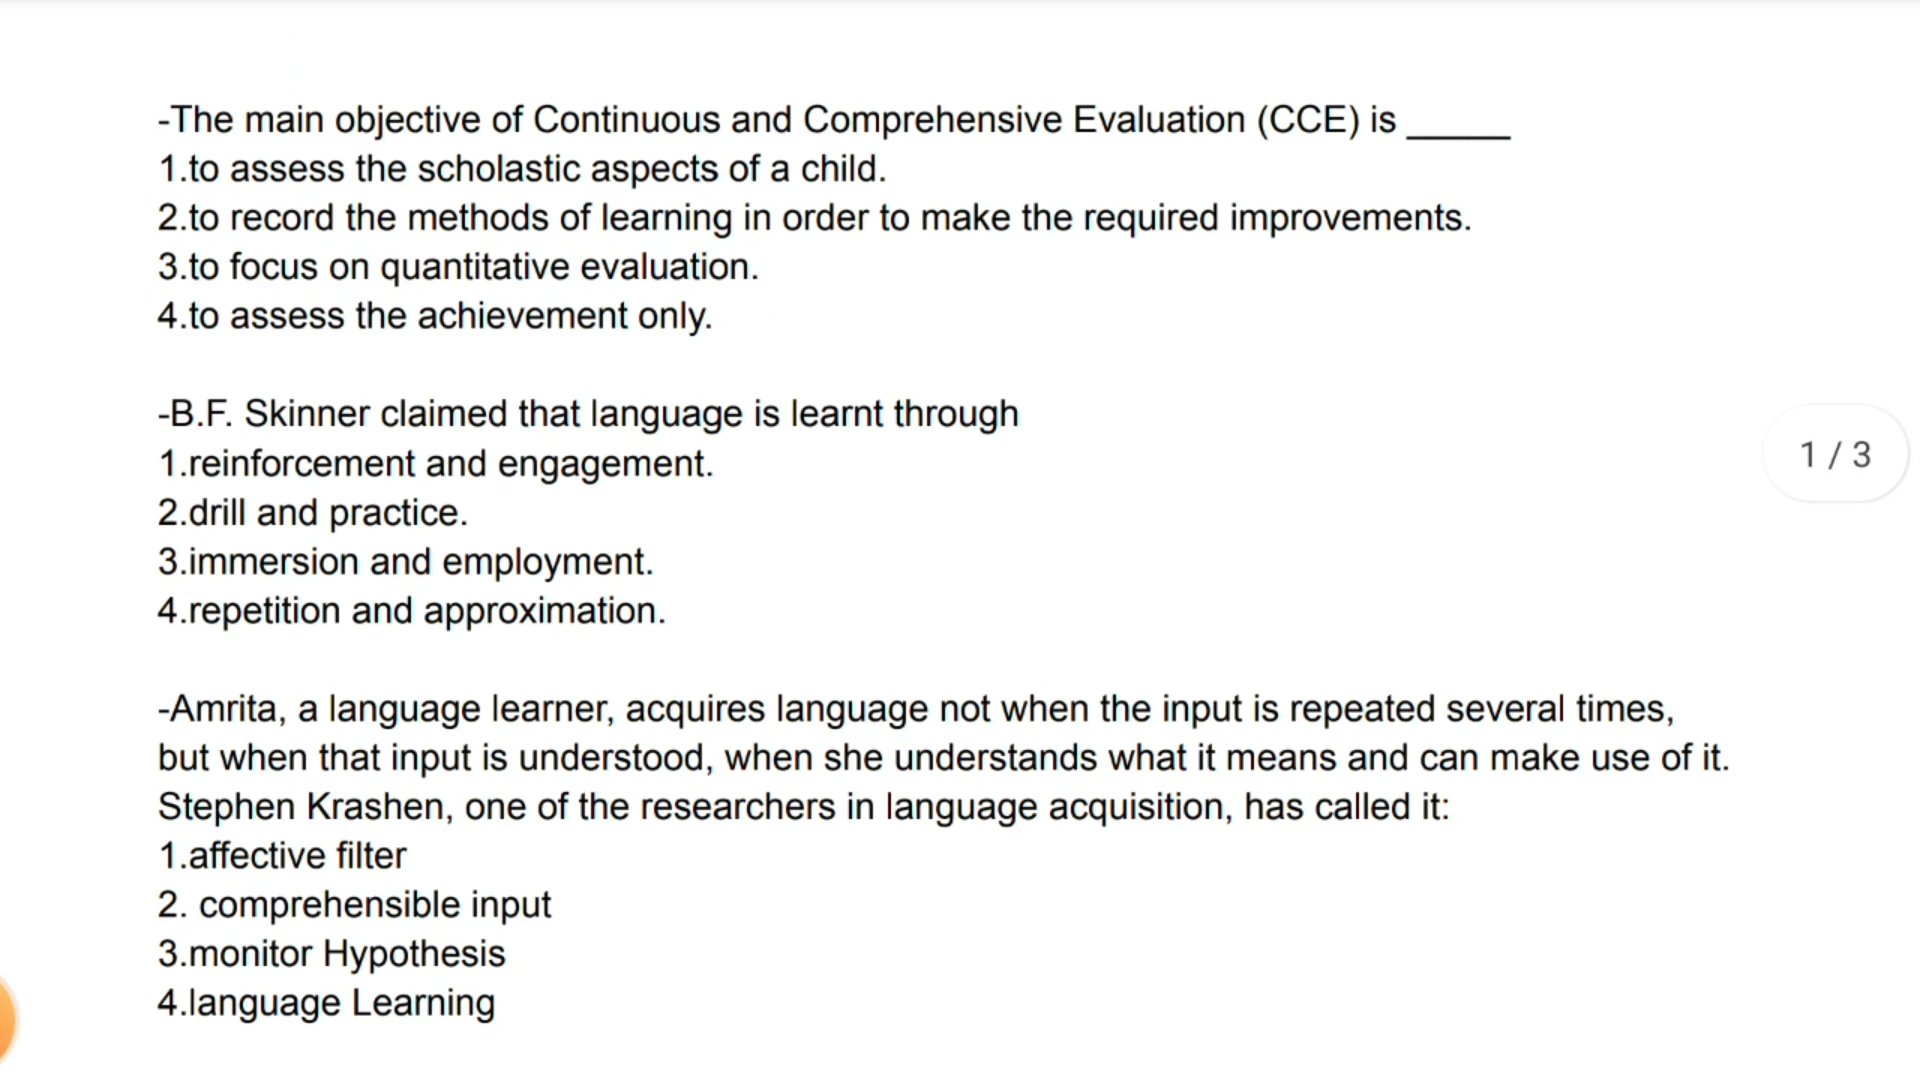 -The main objective of Continuous and Comprehensive Evaluation (CCE) is _____
1.to assess the scholastic aspects of a child.
2.to record the methods of learning in order to make the required improvements.
3.to focus on quantitative evaluation.
4.to assess the achievement only.
-B.F. Skinner claimed that language is learnt through
1.reinforcement and engagement.
2.drill and practice.
3.immersion and employment.
4.repetition and approximation.
1 / 3
-Amrita, a language learner, acquires language not when the input is repeated several times,
but when that input is understood, when she understands what it means and can make use of it.
Stephen Krashen, one of the researchers in language acquisition, has called it:
1.affective filter
2. comprehensible input
3.monitor Hypothesis
4.language Learning